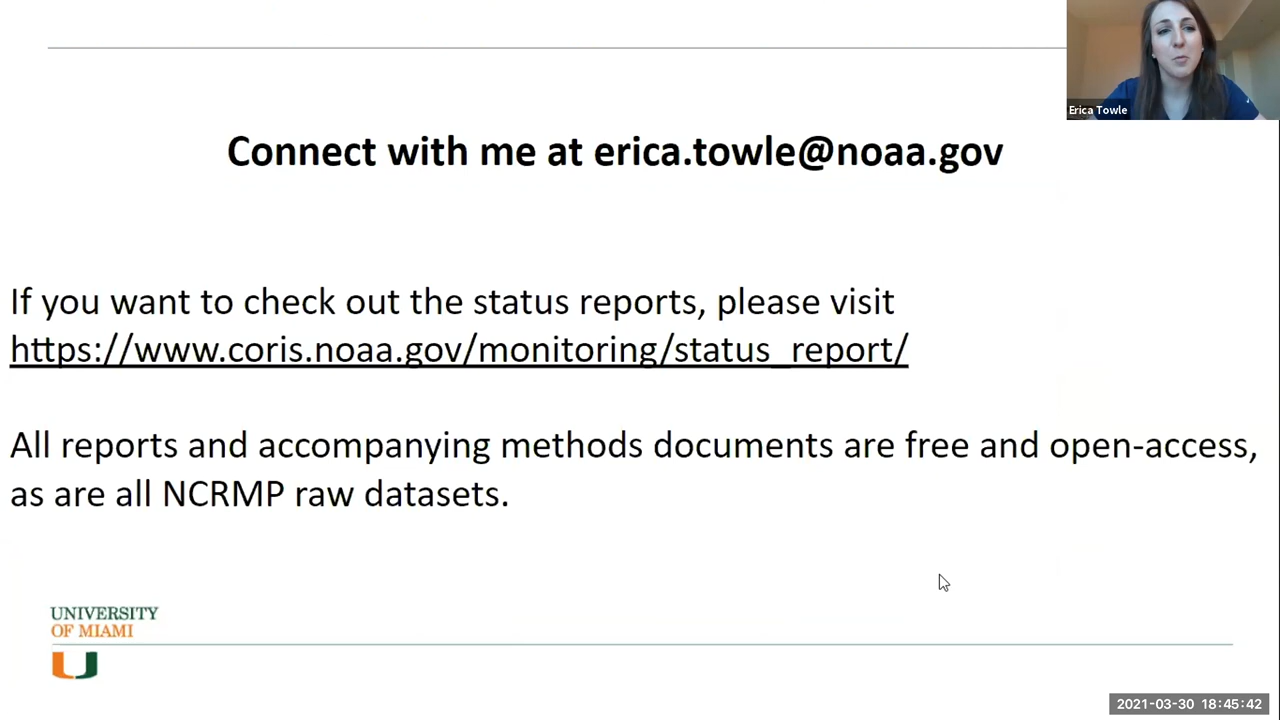 Erica Towle
Connect with me at erica.towle@noaa.gov
If you want to check out the status reports, please visit
https://www.coris.noaa.gov/monitoring/status_report/
All reports and accompanying methods documents are free and open-access,
as are all NCRMP raw datasets.
UNIVERSITY
OF MIAMI
2021-03-30 18:45:42